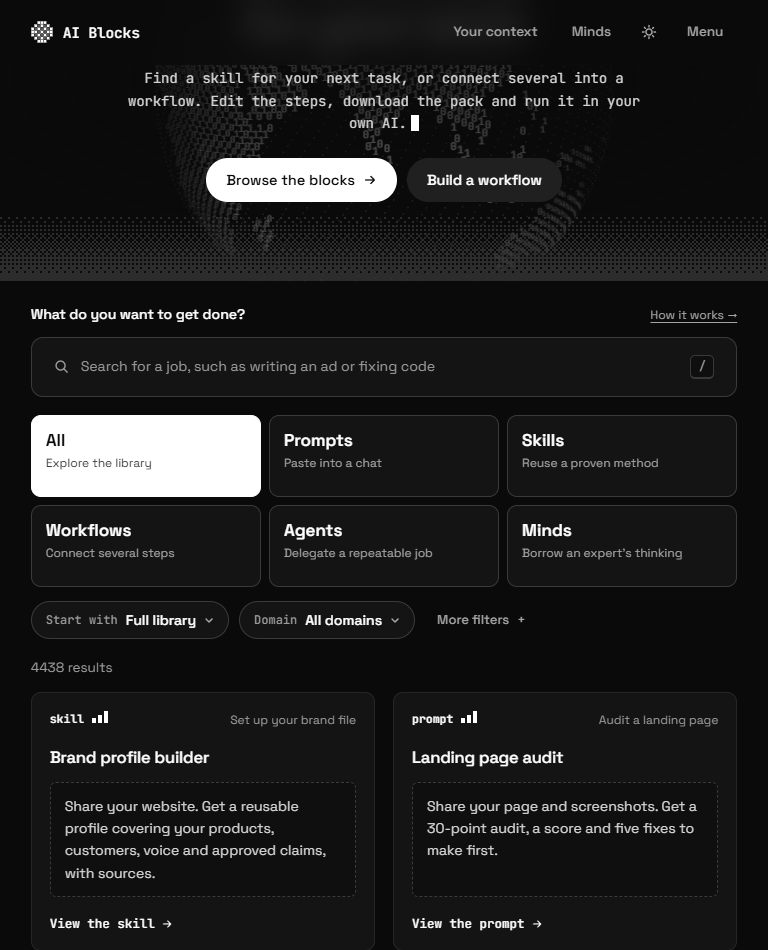 AI Blocks
Your context
Minds
Menu
Find a skill for your next task, or connect several into a
workflow. Edit the steps, download the pack and run it in your
own AI.
Browse the blocks →
Build a workflow
What do you want to get done?
How it works →
Search for a job, such as writing an ad or fixing code
/
All
Explore the library
Prompts
Paste into a chat
Skills
Reuse a proven method
Workflows
Connect several steps
Agents
Delegate a repeatable job
Minds
Borrow an expert's thinking
Start with Full library
Domain All domains
More filters +
4438 results
skill
Set up your brand file
Brand profile builder
Share your website. Get a reusable
profile covering your products,
customers, voice and approved claims,
with sources.
View the skill →
prompt
Audit a landing page
Landing page audit
Share your page and screenshots. Get a
30-point audit, a score and five fixes to
make first.
View the prompt →